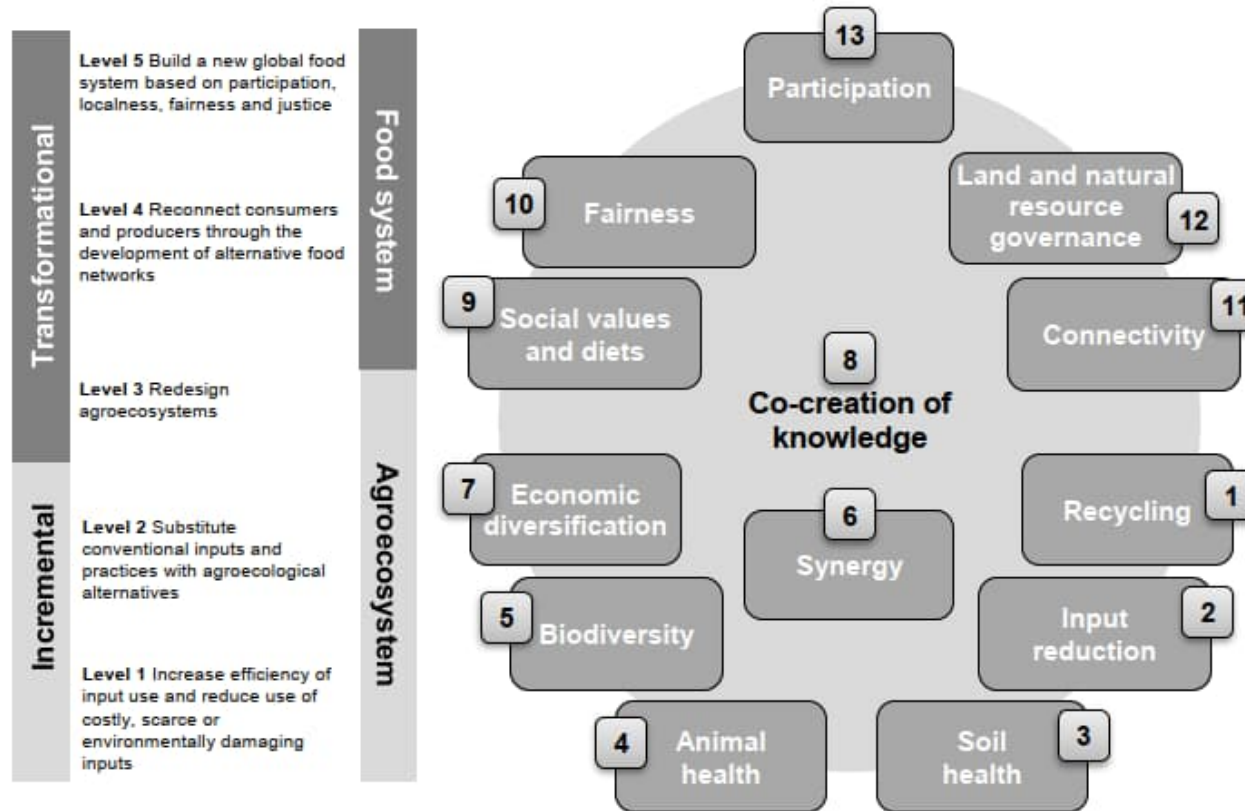 Transformational
Incremental
Level 5 Build a new global food
system based on participation,
localness, fairness and justice
Level 4 Reconnect consumers
and producers through the
development of alternative food
networks
Level 3 Redesign
agroecosystems
Level 2 Substitute
conventional inputs and
practices with agroecological
alternatives
Level 1 Increase efficiency of
input use and reduce use of
costly, scarce or
environmentally damaging
inputs
Food system
Agroecosystem
13
Participation
10
Fairness
Land and natural
resource
governance
12
9
Social values
and diets
11
Connectivity
8
Co-creation of
knowledge
7
Economic
diversification
6
Synergy
1
Recycling
5
Biodiversity
2
Input
reduction
4
Animal
health
3
Soil
health